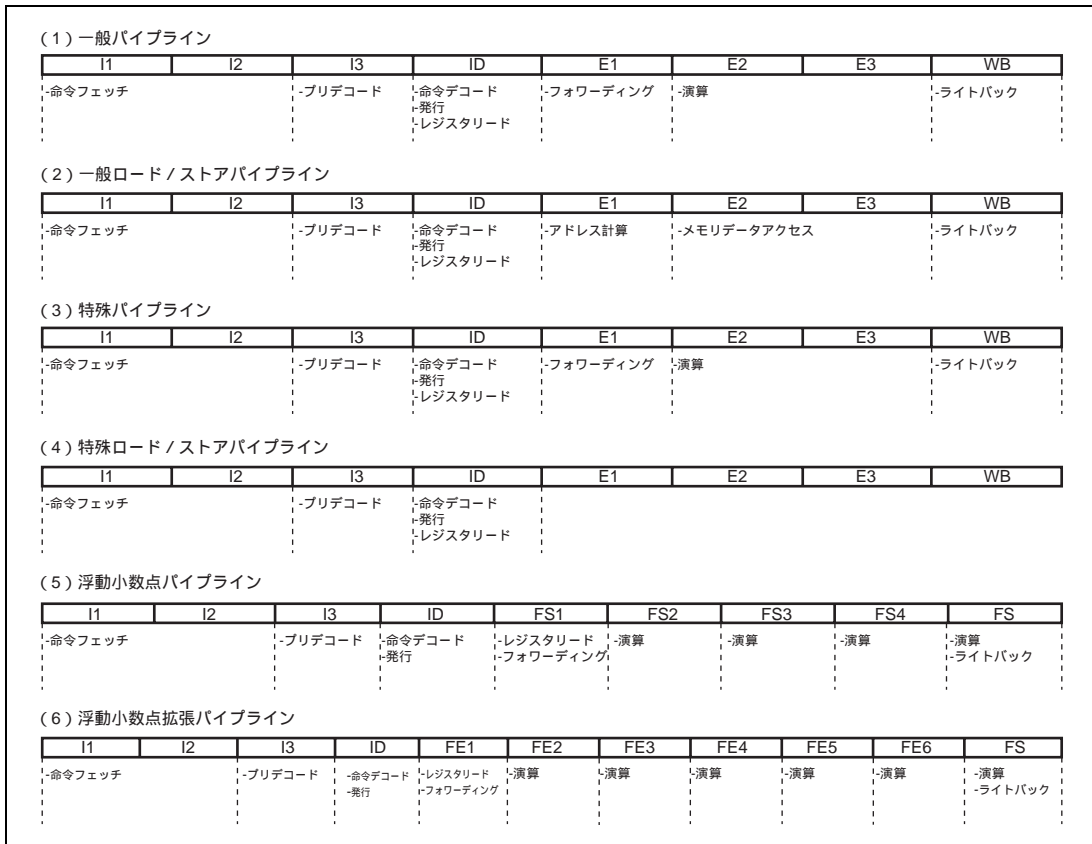 （1）一般パイプライン
I1 I2 I3 ID E1 E2 E3 WB
-命令フェッチ -プリデコード -命令デコード -フォワーディング -演算 -ライトバック
-発行
-レジスタリード
（2）一般ロード / ストアパイプライン
I1 I2 I3 ID E1 E2 E3 WB
-命令フェッチ -プリデコード -命令デコード -アドレス計算 -メモリデータアクセス -ライトバック
-発行
-レジスタリード
（3）特殊パイプライン
I1 I2 I3 ID E1 E2 E3 WB
-命令フェッチ -プリデコード -命令デコード -フォワーディング -演算 -ライトバック
-発行
-レジスタリード
（4）特殊ロード / ストアパイプライン
I1 I2 I3 ID E1 E2 E3 WB
-命令フェッチ -プリデコード -命令デコード
-発行
-レジスタリード
（5）浮動小数点パイプライン
I1 I2 I3 ID FS1 FS2 FS3 FS4 FS
-命令フェッチ -プリデコード -命令デコード -レジスタリード -演算 -演算 -演算 -演算
-発行 -フォワーディング -ライトバック
（6）浮動小数点拡張パイプライン
I1 I2 I3 ID FE1 FE2 FE3 FE4 FE5 FE6 FS
-命令フェッチ -プリデコード -命令デコード -レジスタリード -演算 -演算 -演算 -演算 -演算 -演算
-発行 -フォワーディング -ライトバック